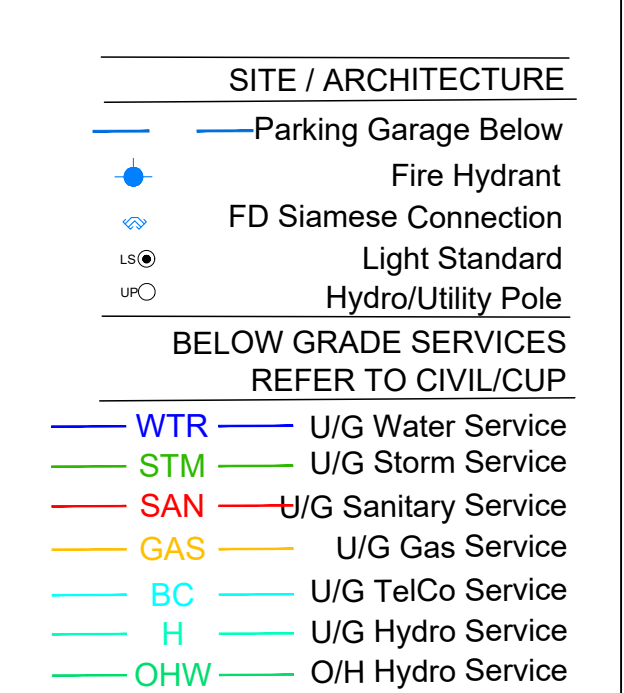 SITE / ARCHITECTURE
Parking Garage Below
Fire Hydrant
FD Siamese Connection
LS Light Standard
UP Hydro/Utility Pole
BELOW GRADE SERVICES
REFER TO CIVIL/CUP
WTR U/G Water Service
STM U/G Storm Service
SAN U/G Sanitary Service
GAS U/G Gas Service
BC U/G TelCo Service
H U/G Hydro Service
OHW O/H Hydro Service